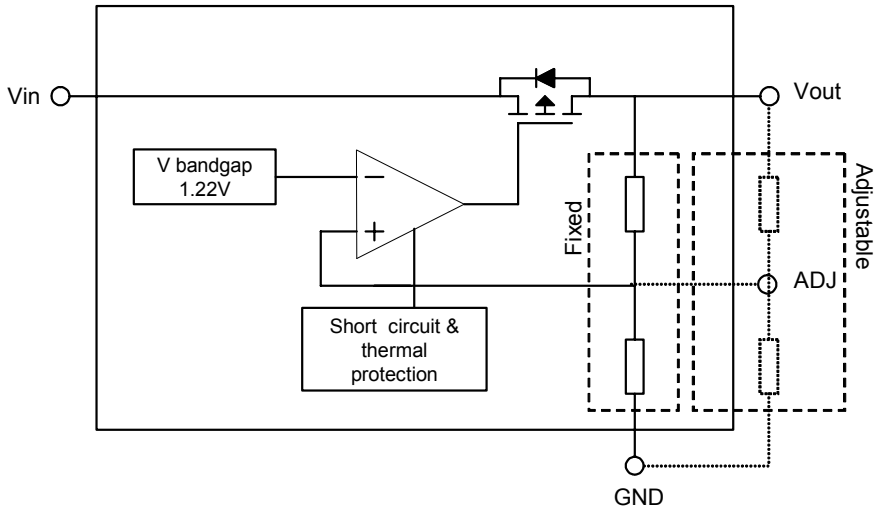 Vin
Vout
V bandgap
1.22V
−
+
Short circuit &
thermal
protection
Fixed
Adjustable
ADJ
GND